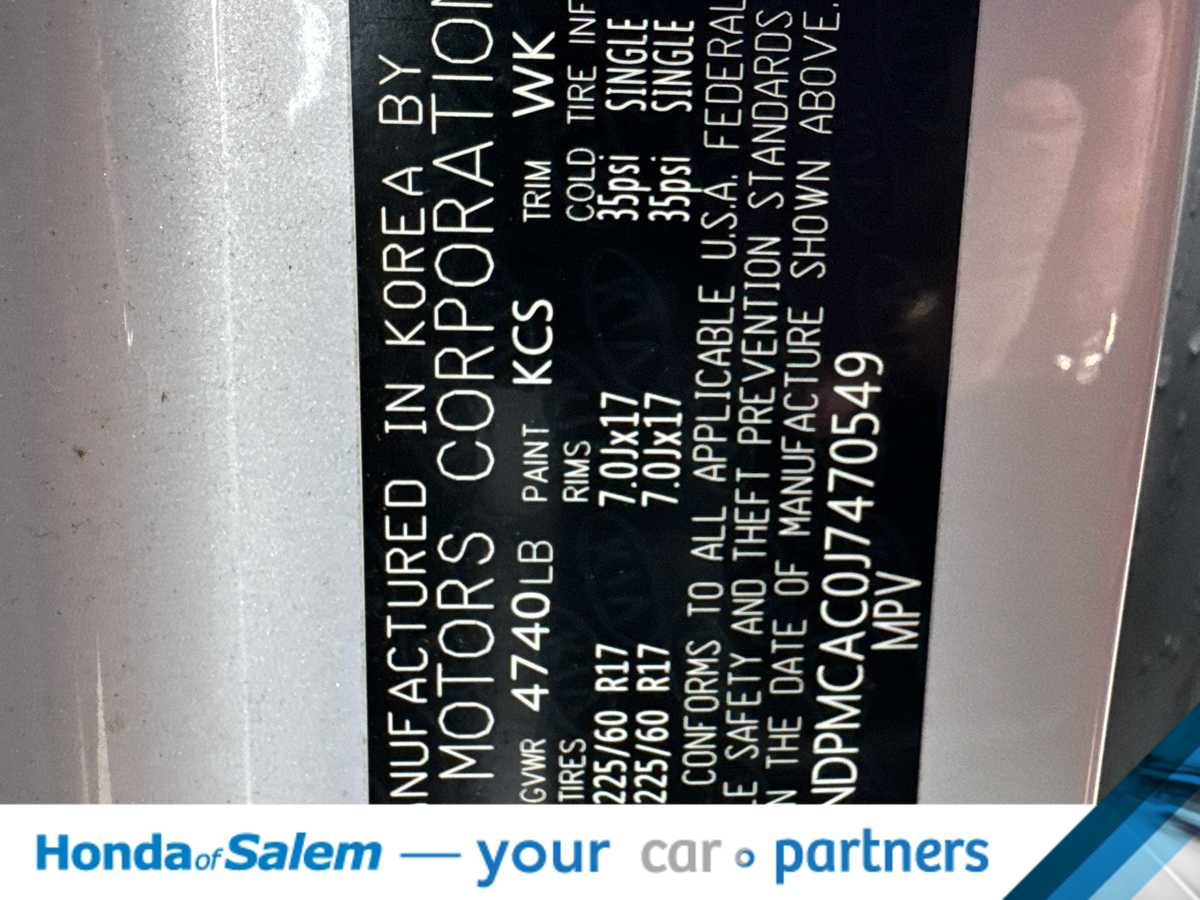 ANUFACTURED IN KOREA BY
MOTORS CORPORATION
GVWR 4740LB PAINT KCS TRIM WK
TIRES RIMS COLD TIRE INF
225/60 R17 7.0Jx17 35psi SINGLE
225/60 R17 7.0Jx17 35psi SINGLE
CONFORMS TO ALL APPLICABLE U.S.A. FEDERAL
E SAFETY AND THEFT PREVENTION STANDARDS
N THE DATE OF MANUFACTURE SHOWN ABOVE.
NDPMCAC0J7470549
MPV
Honda of Salem — your car partners